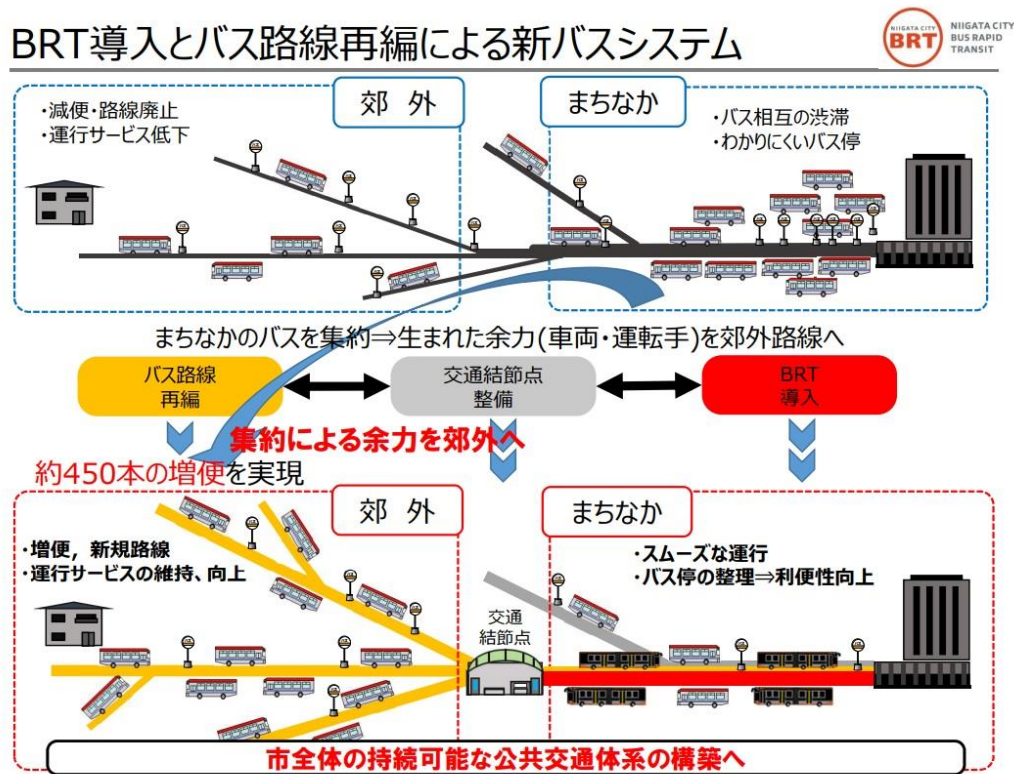 BRT導入とバス路線再編による新バスシステム
NIIGATA CITY
BRT
NIIGATA CITY
BUS RAPID
TRANSIT
郊 外
まちなか
・減便・路線廃止
・運行サービス低下
・バス相互の渋滞
・わかりにくいバス停
まちなかのバスを集約⇒生まれた余力(車両・運転手)を郊外路線へ
バス路線
再編
交通結節点
整備
BRT
導入
集約による余力を郊外へ
約450本の増便を実現
郊 外
まちなか
・増便，新規路線
・運行サービスの維持、向上
・スムーズな運行
・バス停の整理⇒利便性向上
交通
結節点
市全体の持続可能な公共交通体系の構築へ